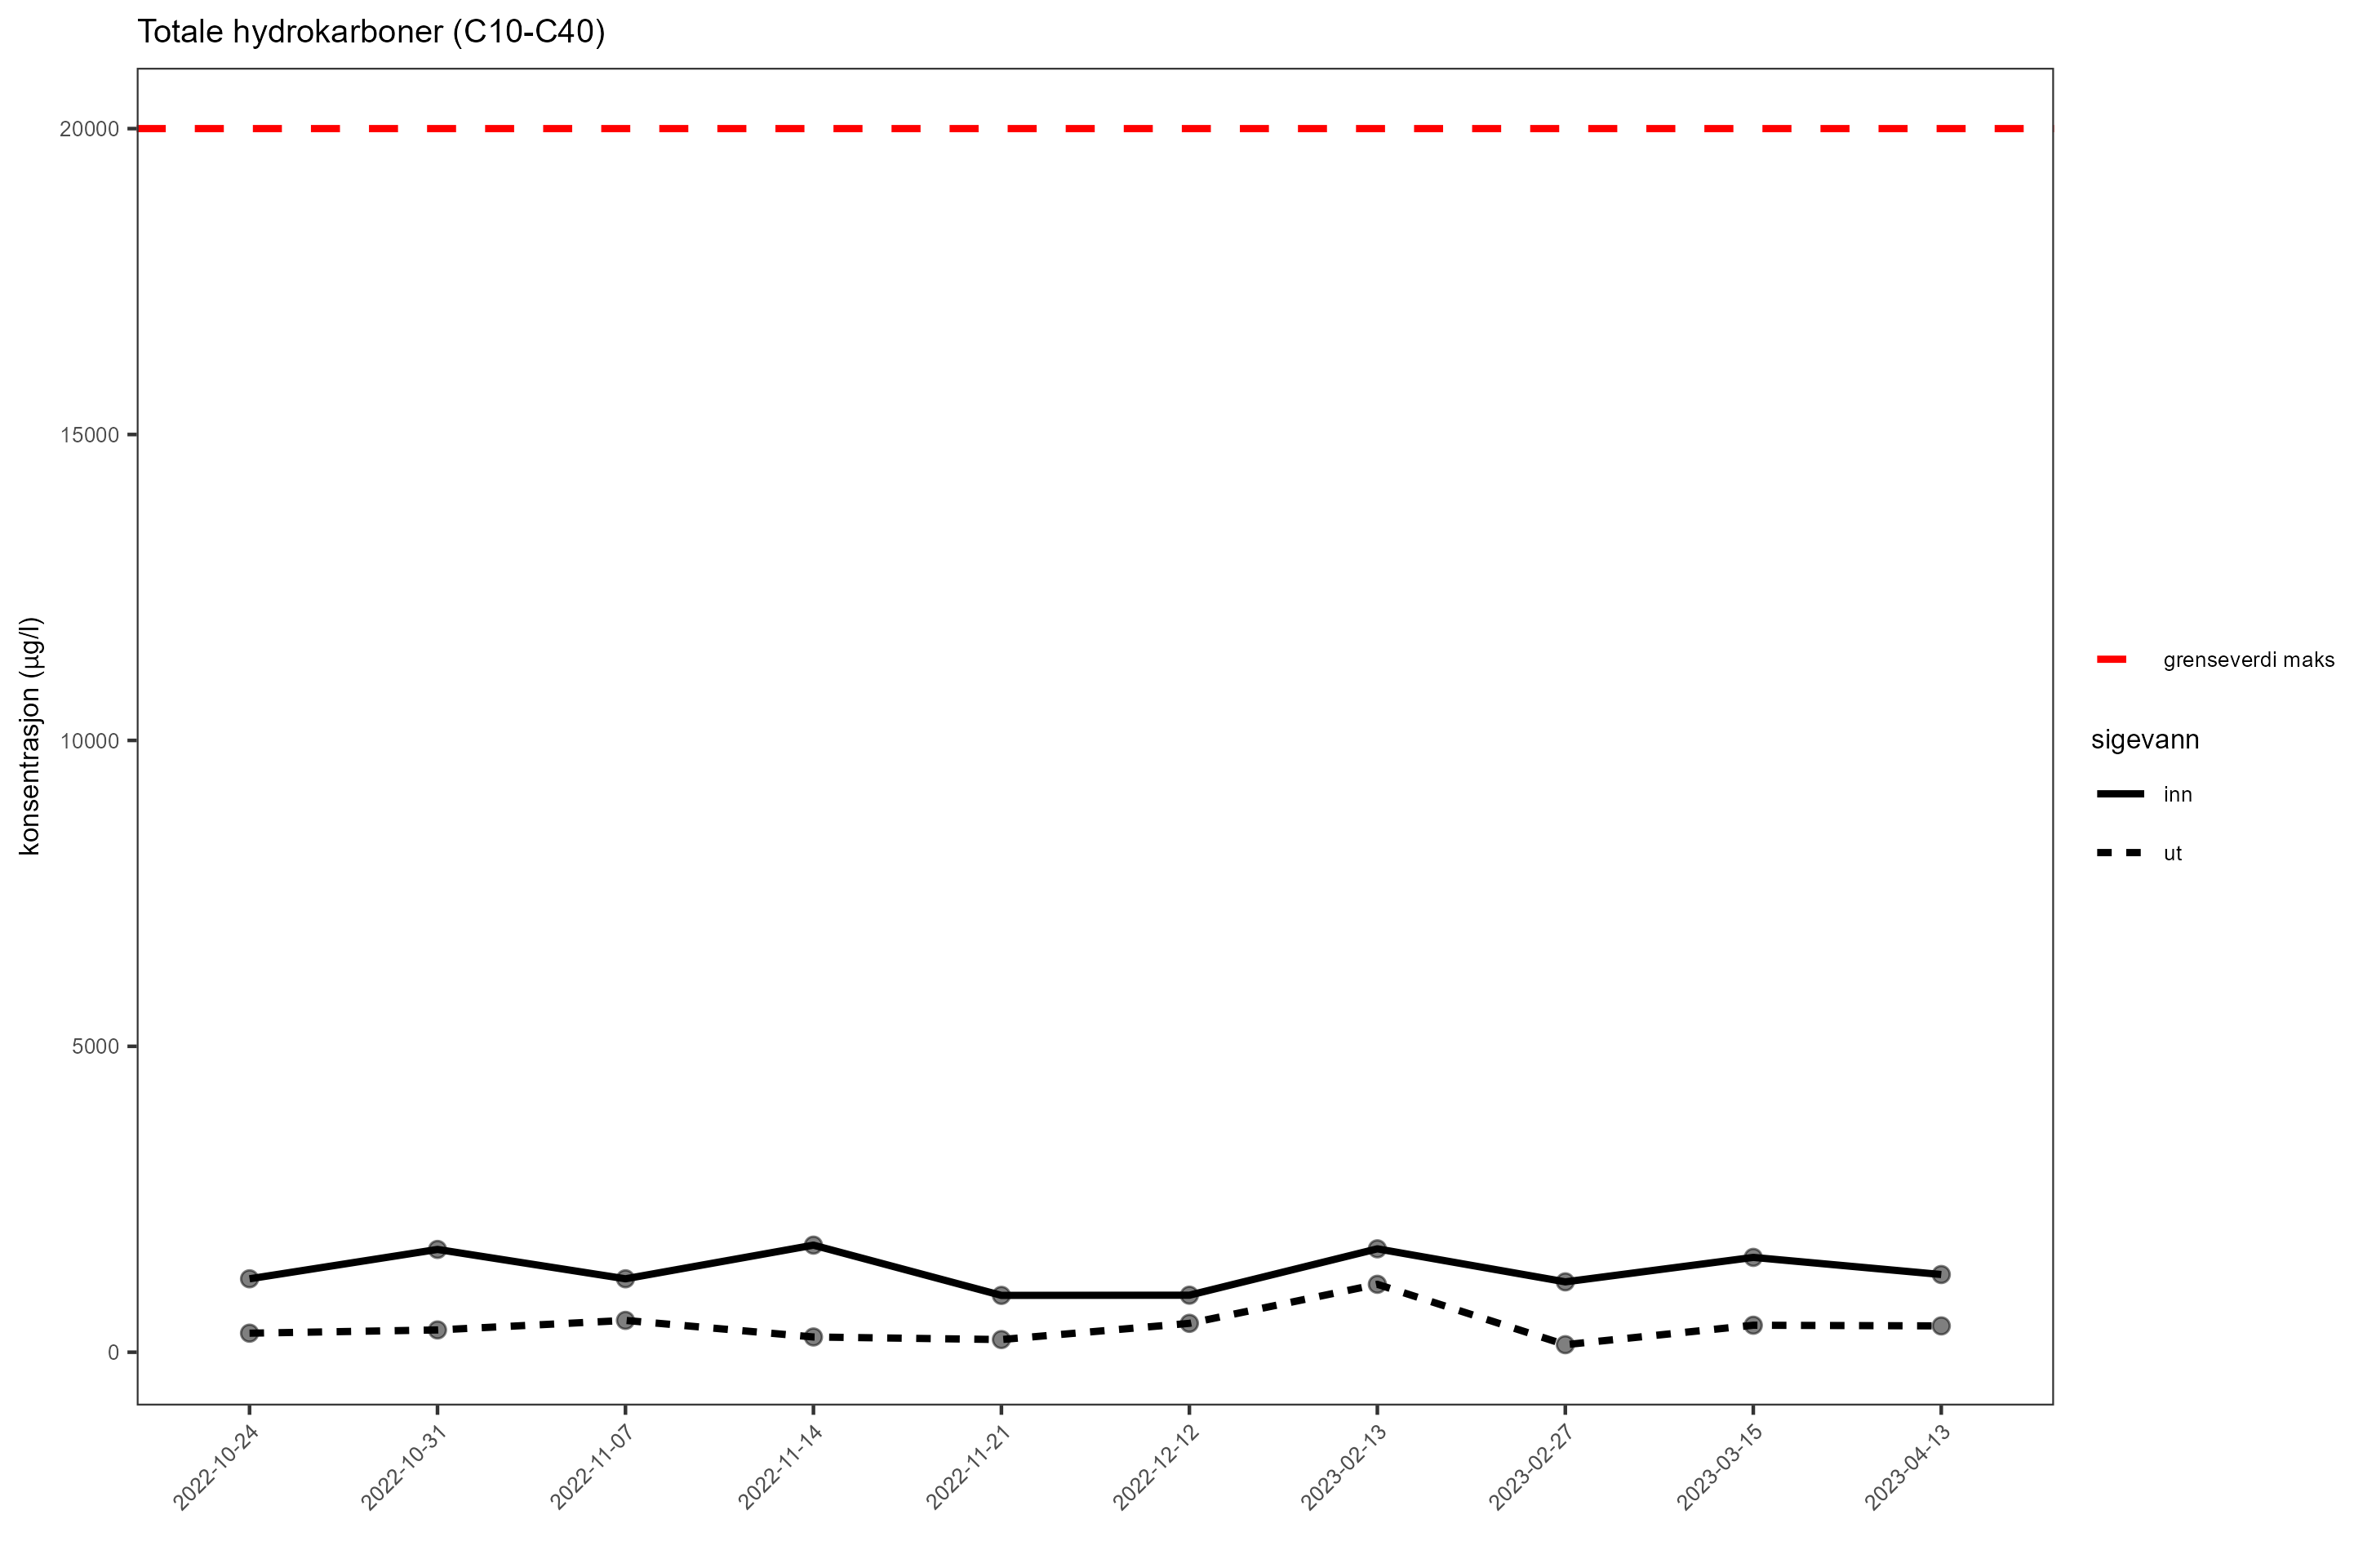 Totale hydrokarboner (C10-C40)
konsentrasjon (µg/l)
20000
15000
10000
5000
0
2022-10-24
2022-10-31
2022-11-07
2022-11-14
2022-11-21
2022-12-12
2023-02-13
2023-02-27
2023-03-15
2023-04-13
grenseverdi maks
sigevann
inn
ut